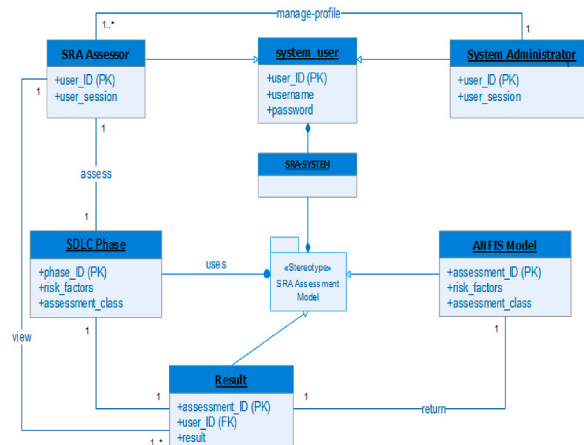 manage-profile
1..*
1
SRA Assessor
+user_ID (PK)
+user_session
system_user
+user_ID (PK)
+username
+password
System Administrator
+user_ID (PK)
+user_session
1
1
assess
1
SRA-SYSTEM
SDLC Phase
+phase_ID (PK)
+risk_factors
+assessment_class
uses
«Stereotype»
SRA Assessment
Model
ANFIS Model
+assessment_ID (PK)
+risk_factors
+assessment_class
1
1
view
Result
+assessment_ID (PK)
+user_ID (FK)
+result
1
1
return
1..*